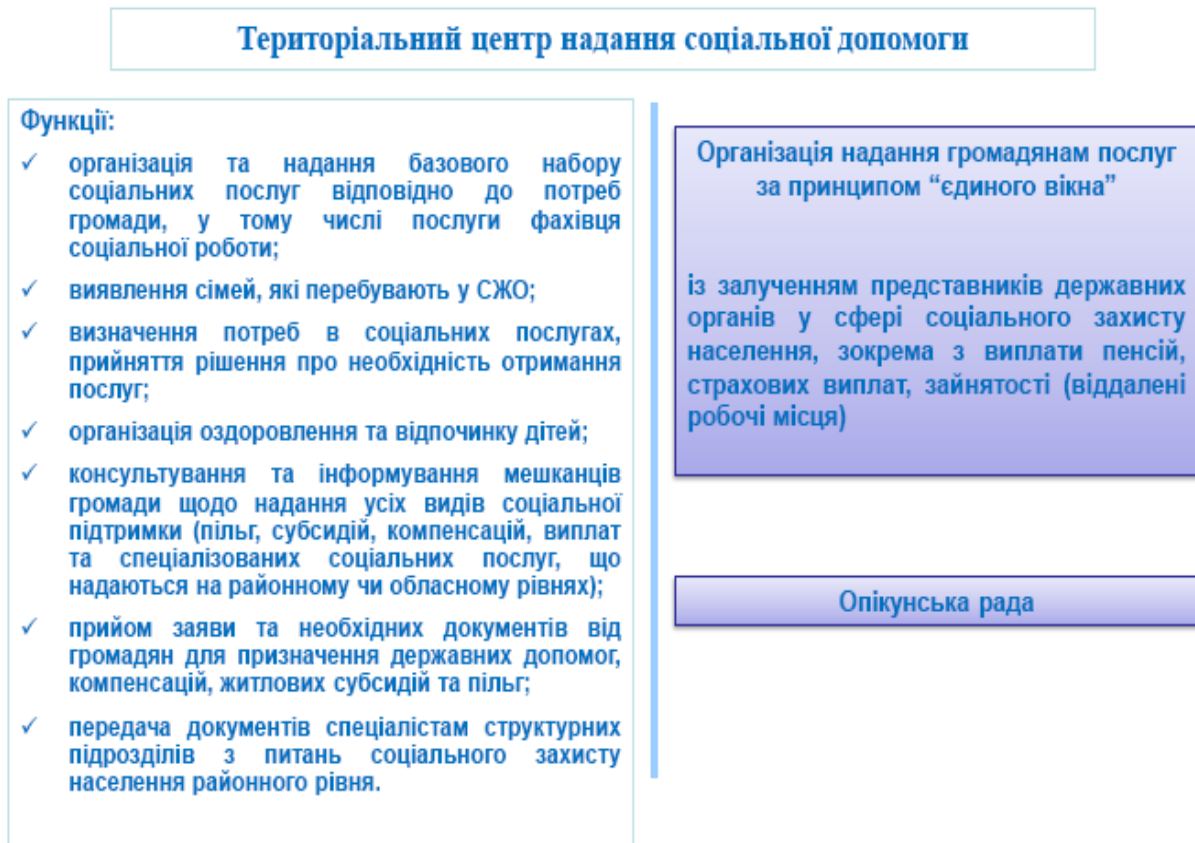 Територіальний центр надання соціальної допомоги
Функції:
✓ організація та надання базового набору
соціальних послуг відповідно до потреб
громади, у тому числі послуги фахівця
соціальної роботи;
✓ виявлення сімей, які перебувають у СЖО;
✓ визначення потреб в соціальних послугах,
прийняття рішення про необхідність отримання
послуг;
✓ організація оздоровлення та відпочинку дітей;
✓ консультування та інформування мешканців
громади щодо надання усіх видів соціальної
підтримки (пільг, субсидій, компенсацій, виплат
та спеціалізованих соціальних послуг, що
надаються на районному чи обласному рівнях);
✓ прийом заяви та необхідних документів від
громадян для призначення державних допомог,
компенсацій, житлових субсидій та пільг;
✓ передача документів спеціалістам структурних
підрозділів з питань соціального захисту
населення районного рівня.
Організація надання громадянам послуг
за принципом “єдиного вікна”
із залученням представників державних
органів у сфері соціального захисту
населення, зокрема з виплати пенсій,
страхових виплат, зайнятості (віддалені
робочі місця)
Опікунська рада